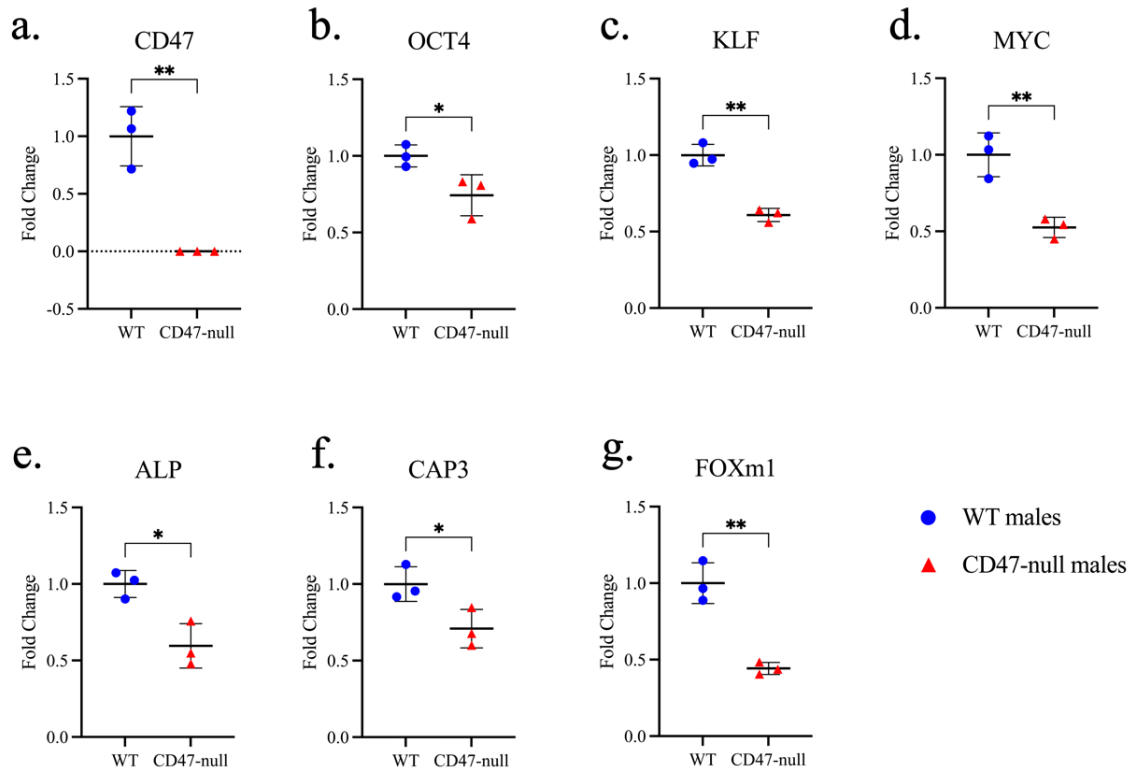 a.
CD47
**
1.5
1.0
0.5
0.0
-0.5
Fold Change
WT CD47-null
b.
OCT4
*
1.5
1.0
0.5
0.0
Fold Change
WT CD47-null
c.
KLF
**
1.5
1.0
0.5
0.0
Fold Change
WT CD47-null
d.
MYC
**
1.5
1.0
0.5
0.0
Fold Change
WT CD47-null
e.
ALP
*
1.5
1.0
0.5
0.0
Fold Change
WT CD47-null
f.
CAP3
*
1.5
1.0
0.5
0.0
Fold Change
WT CD47-null
g.
FOXm1
**
1.5
1.0
0.5
0.0
Fold Change
WT CD47-null
WT males
CD47-null males